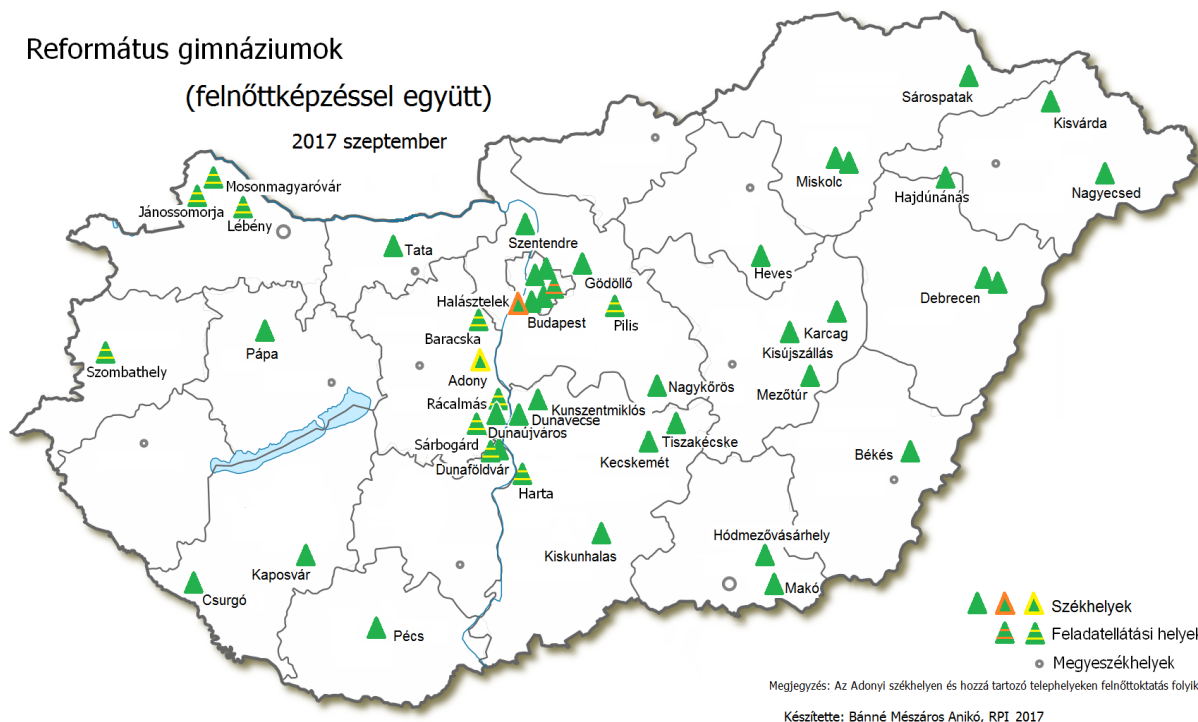 Református gimnáziumok
(felnőttképzéssel együtt)
2017 szeptember
Sárospatak
Kisvárda
Miskolc
Hajdúnánás
Nagyecsed
Mosonmagyaróvár
Jánossomorja
Lébény
Tata
Szentendre
Gödöllő
Heves
Debrecen
Halásztelek
Budapest
Pilis
Baracska
Karcag
Kisújszállás
Pápa
Szombathely
Adony
Mezőtúr
Nagykőrös
Rácalmás
Kunszentmiklós
Dunavecse
Dunaújváros
Tiszakécske
Sárbogárd
Kecskemét
Békés
Dunaföldvár
Harta
Hódmezővásárhely
Kiskunhalas
Kaposvár
Makó
Csurgó
Pécs
Székhelyek
Feladatellátási helyek
Megyeszékhelyek
Megjegyzés: Az Adonyi székhelyen és hozzá tartozó telephelyeken felnőttoktatás folyik
Készítette: Bánné Mészáros Anikó, RPI 2017